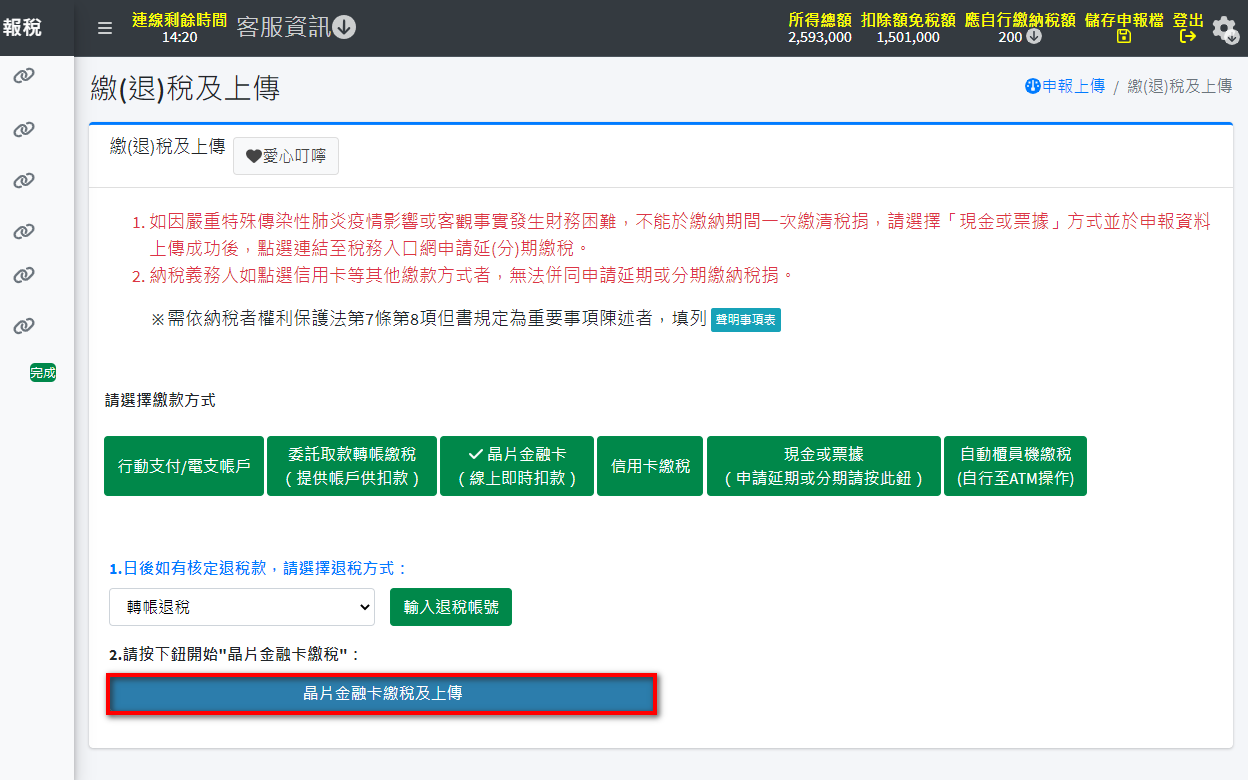 報稅
連線剩餘時間
14:20
客服資訊
所得總額 扣除額免稅額 應自行繳納稅額 儲存申報檔 登出
2,593,000 1,501,000 200
繳(退)稅及上傳
申報上傳 / 繳(退)稅及上傳
繳(退)稅及上傳 愛心叮嚀
1. 如因嚴重特殊傳染性肺炎疫情影響或客觀事實發生財務困難，不能於繳納期間一次繳清稅捐，請選擇「現金或票據」方式並於申報資料
上傳成功後，點選連結至稅務入口網申請延(分)期繳稅。
2. 納稅義務人如點選信用卡等其他繳款方式者，無法併同申請延期或分期繳納稅捐。
※需依納稅者權利保護法第7條第8項但書規定為重要事項陳述者，填列 聲明事項表
完成
請選擇繳款方式
行動支付/電支帳戶
委託取款轉帳繳稅
（提供帳戶供扣款）
晶片金融卡
（線上即時扣款）
信用卡繳稅
現金或票據
（申請延期或分期請按此鈕）
自動櫃員機繳稅
(自行至ATM操作)
1.日後如有核定退稅款，請選擇退稅方式：
轉帳退稅 輸入退稅帳號
2.請按下鈕開始"晶片金融卡繳稅"：
晶片金融卡繳稅及上傳